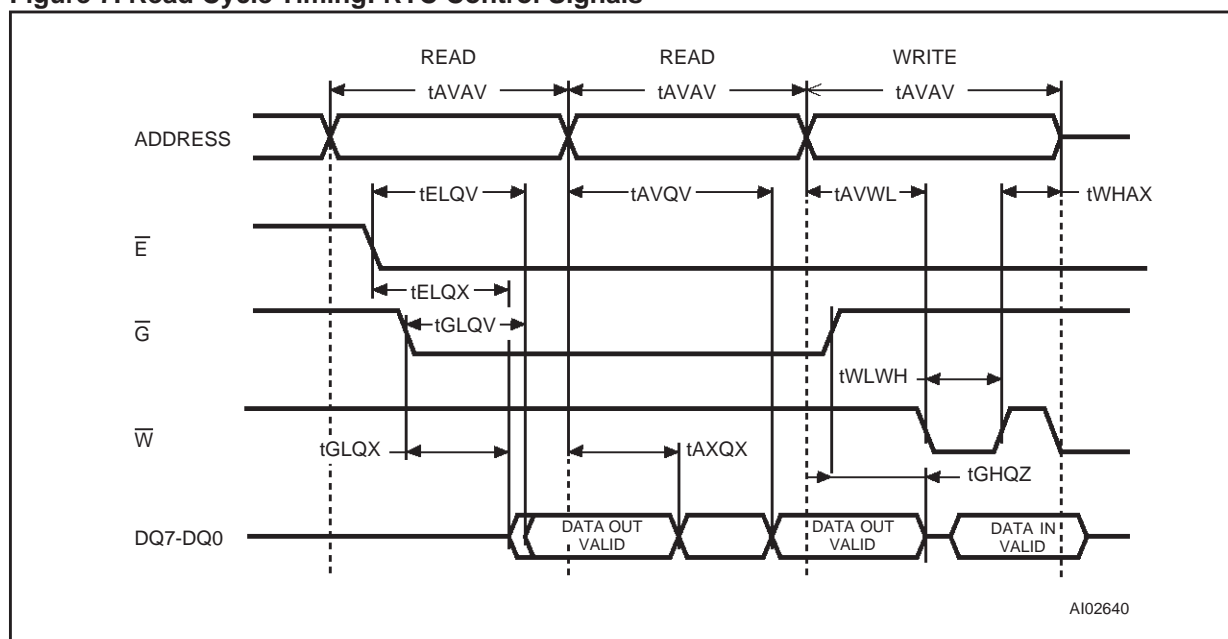 Figure 7. Read Cycle Timing: RTC Control Signals
READ READ WRITE
tAVAV tAVAV tAVAV
ADDRESS
tELQV tAVQV tAVWL tWHAX
E
tELQX
G
tGLQV
tWLWH
W
tGLQX tAXQX
tGHQZ
DQ7-DQ0
DATA OUT VALID
DATA OUT VALID
DATA IN VALID
AI02640